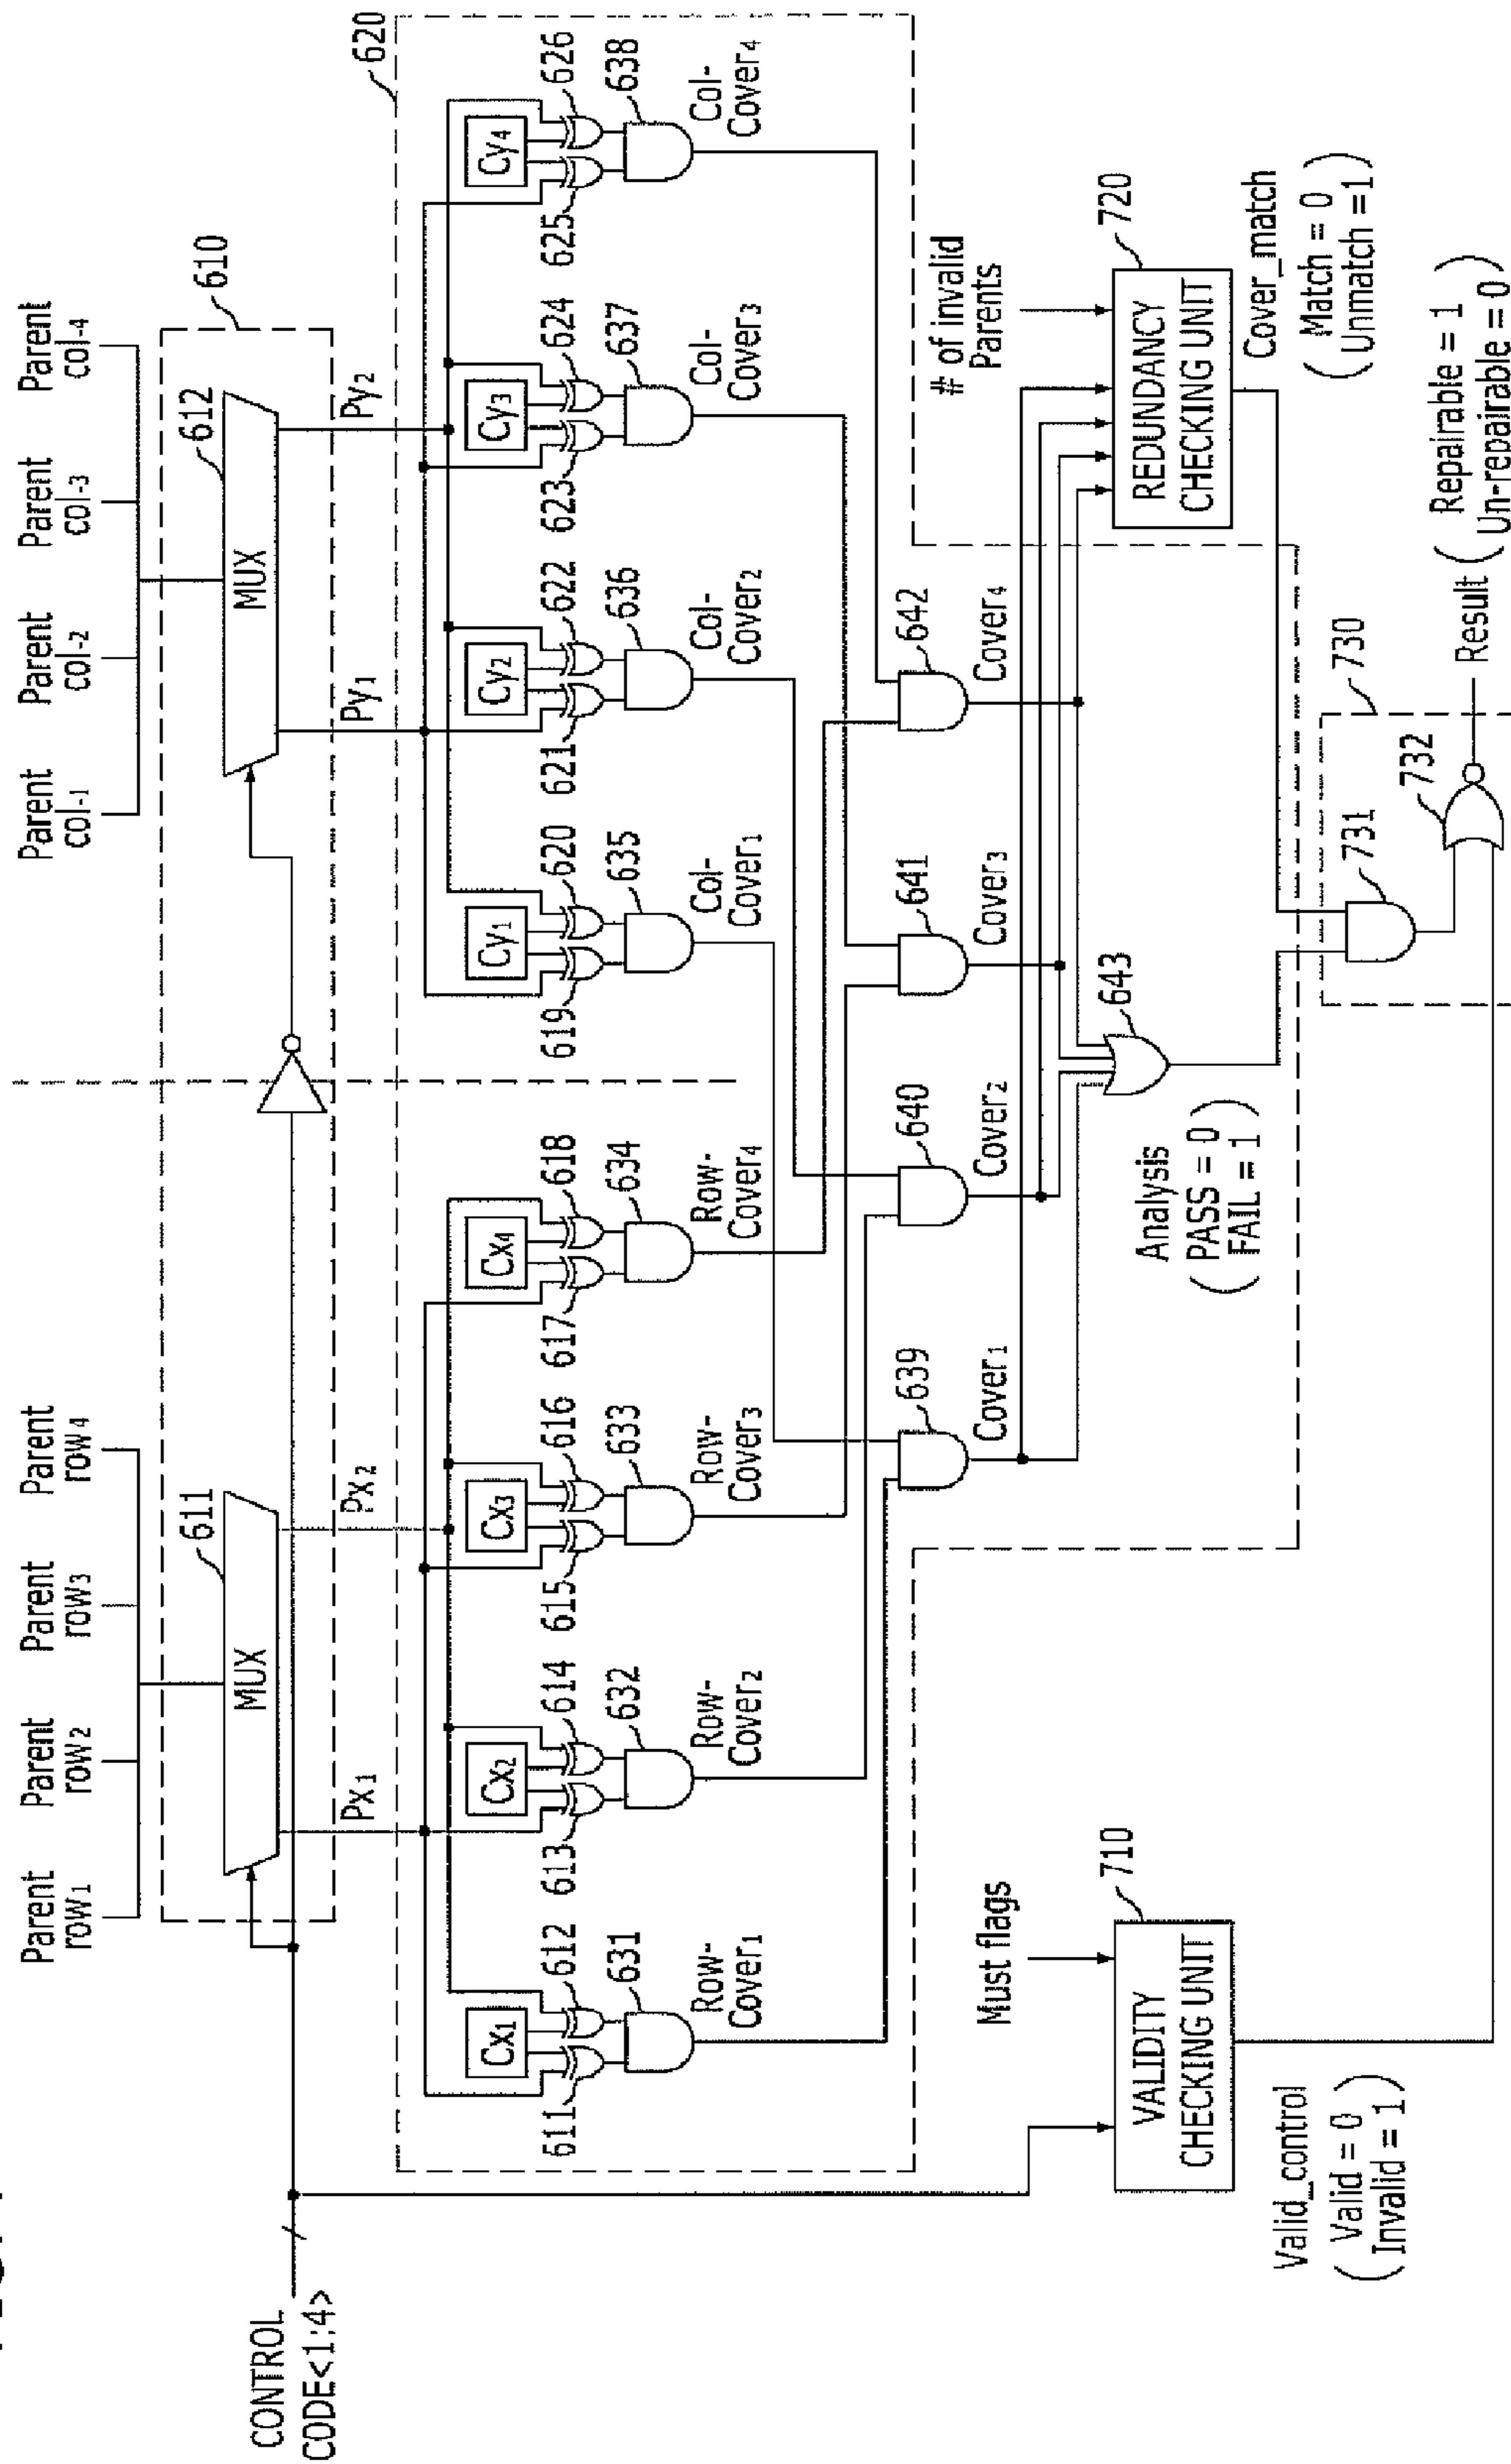 Parent
row1
Parent
row2
Parent
row3
Parent
row4
Parent
col-1
Parent
col-2
Parent
col-3
Parent
col-4
611
MUX
612
MUX
610
CONTROL
CODE<1:4>
Px1
Px2
Py1
Py2
620
Cx1
Cx2
Cx3
Cx4
Cy1
Cy2
Cy3
Cy4
611
612
613
614
615
616
617
618
619
620
621
622
623
624
625
626
631
632
633
634
635
636
637
638
Row-
Cover1
Row-
Cover2
Row-
Cover3
Row-
Cover4
Col-
Cover1
Col-
Cover2
Col-
Cover3
Col-
Cover4
639
640
641
642
Cover1
Cover2
Cover3
Cover4
Must flags
710
VALIDITY
CHECKING UNIT
Valid_control
( Valid = 0
Invalid = 1 )
643
Analysis
( PASS = 0
FAIL = 1 )
# of invalid
Parents
720
REDUNDANCY
CHECKING UNIT
Cover_match
( Match = 0
Unmatch =1 )
730
731
732
Result
( Repairable = 1
Un-repairable = 0 )